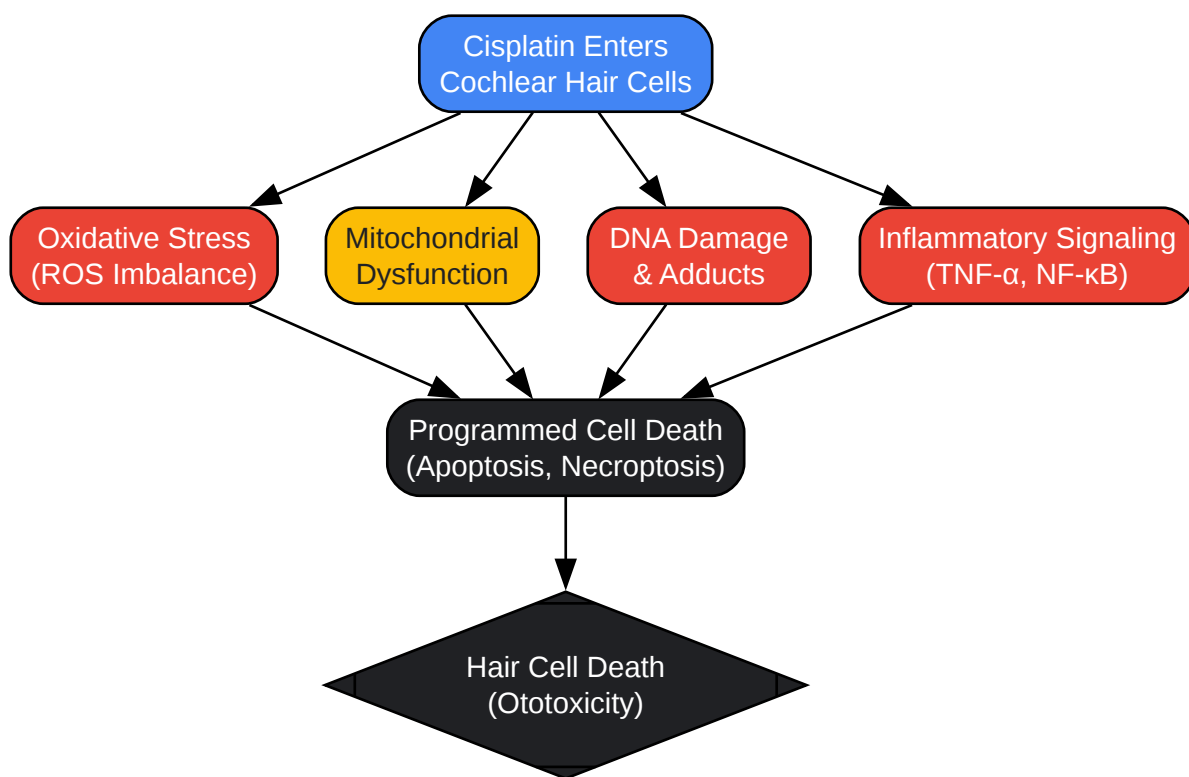 Cisplatin Enters
Cochlear Hair Cells
Oxidative Stress
(ROS Imbalance)
Mitochondrial
Dysfunction
DNA Damage
& Adducts
Inflammatory Signaling
(TNF-α, NF-κB)
Programmed Cell Death
(Apoptosis, Necroptosis)
Hair Cell Death
(Ototoxicity)